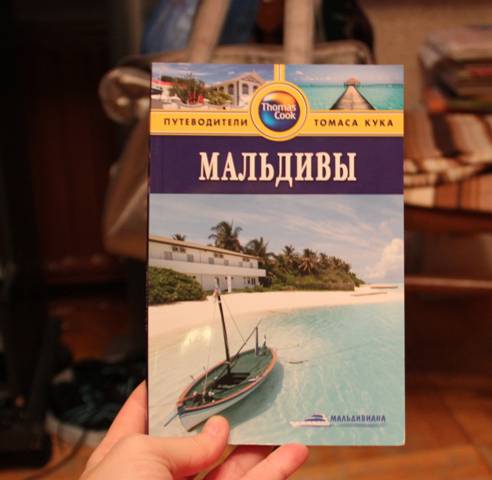 Thomas
Cook
ПУТЕВОДИТЕЛИ ТОМАСА КУКА
МАЛЬДИВЫ
МАЛЬДИВИАНА